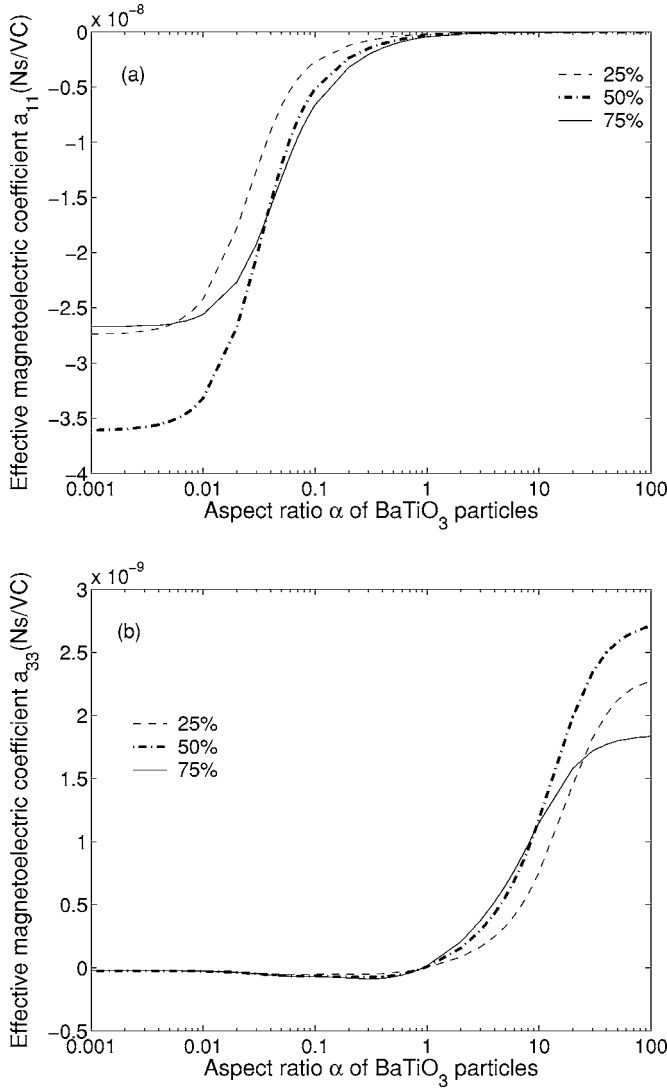 x 10⁻⁸
0
−0.5
−1
−1.5
−2
−2.5
−3
−3.5
−4
Effective magnetoelectric coefficient a₁₁(Ns/VC)
(a)
25%
50%
75%
0.001 0.01 0.1 1 10 100
Aspect ratio α of BaTiO₃ particles
x 10⁻⁹
3
2.5
2
1.5
1
0.5
0
−0.5
Effective magnetoelectric coefficient a₃₃(Ns/VC)
(b)
25%
50%
75%
0.001 0.01 0.1 1 10 100
Aspect ratio α of BaTiO₃ particles